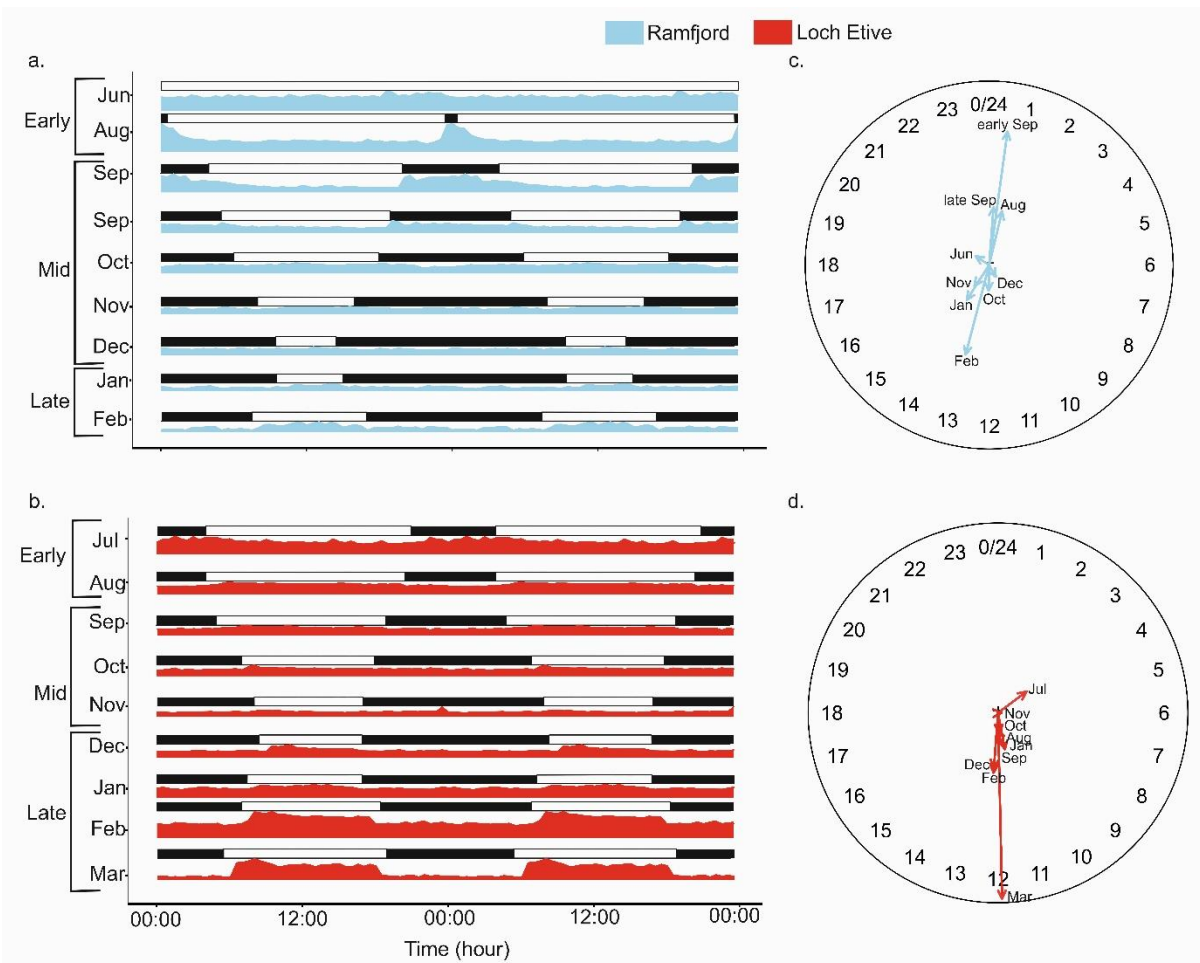 Ramfjord
Loch Etive
a.
Early
Jun
Aug
Mid
Sep
Sep
Oct
Nov
Dec
Late
Jan
Feb
c.
0/24
1
2
3
4
5
6
7
8
9
10
11
12
13
14
15
16
17
18
19
20
21
22
23
early Sep
late Sep
Aug
Jun
Nov
Dec
Jan
Oct
Feb
b.
Early
Jul
Aug
Mid
Sep
Oct
Nov
Late
Dec
Jan
Feb
Mar
00:00
12:00
00:00
12:00
00:00
Time (hour)
d.
0/24
1
2
3
4
5
6
7
8
9
10
11
12
13
14
15
16
17
18
19
20
21
22
23
Jul
Nov
Oct
Aug
Jan
Sep
Dec
Feb
Mar